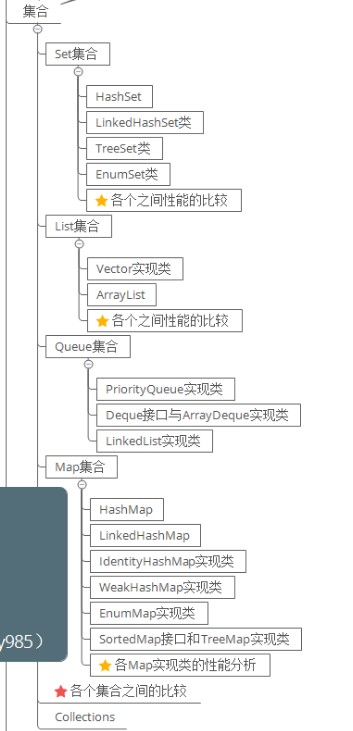 集合
Set集合
HashSet
LinkedHashSet类
TreeSet类
EnumSet类
各个之间性能的比较
List集合
Vector实现类
ArrayList
各个之间性能的比较
Queue集合
PriorityQueue实现类
Deque接口与ArrayDeque实现类
LinkedList实现类
Map集合
HashMap
LinkedHashMap
IdentityHashMap实现类
WeakHashMap实现类
EnumMap实现类
SortedMap接口和TreeMap实现类
y985）
各Map实现类的性能分析
各个集合之间的比较
Collections